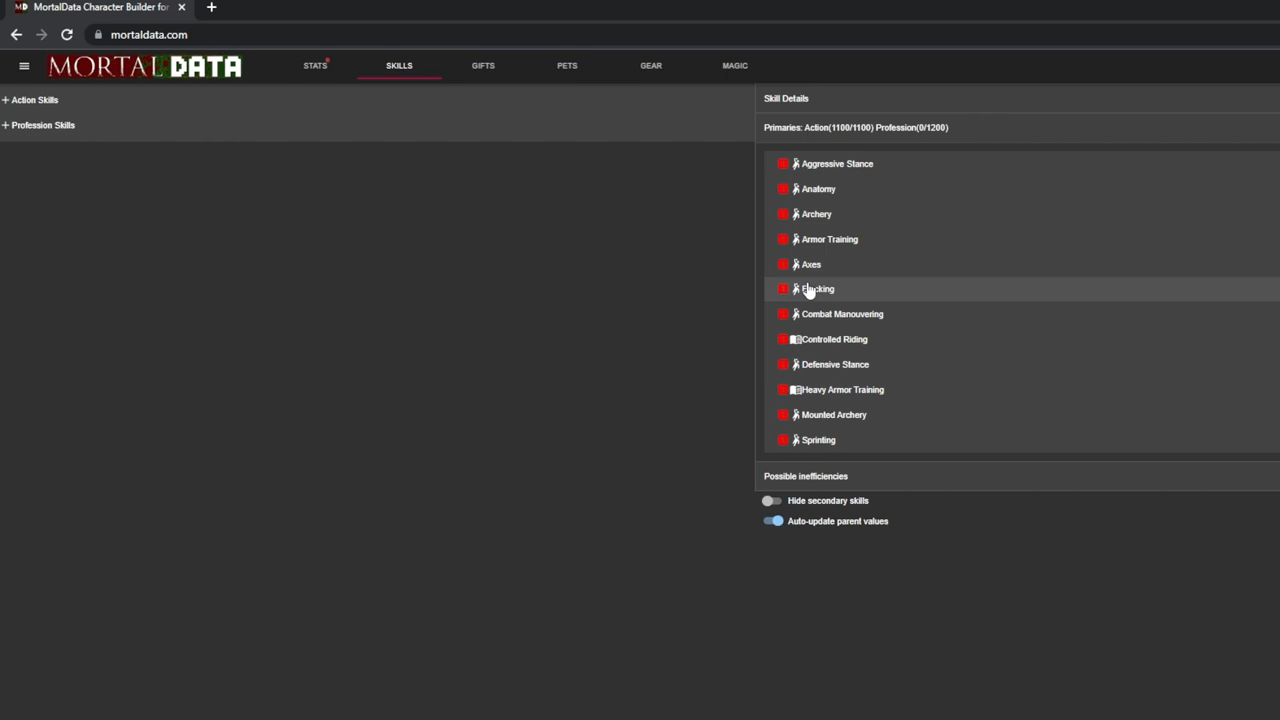 MortalData Character Builder for
mortaldata.com
MORTALDATA
STATS SKILLS GIFTS PETS GEAR MAGIC
+ Action Skills
+ Profession Skills
Skill Details
Primaries: Action(1100/1100) Profession(0/1200)
Aggressive Stance
Anatomy
Archery
Armor Training
Axes
Combat Manouvering
Controlled Riding
Defensive Stance
Heavy Armor Training
Mounted Archery
Sprinting
Possible inefficiencies
Hide secondary skills
Auto-update parent values